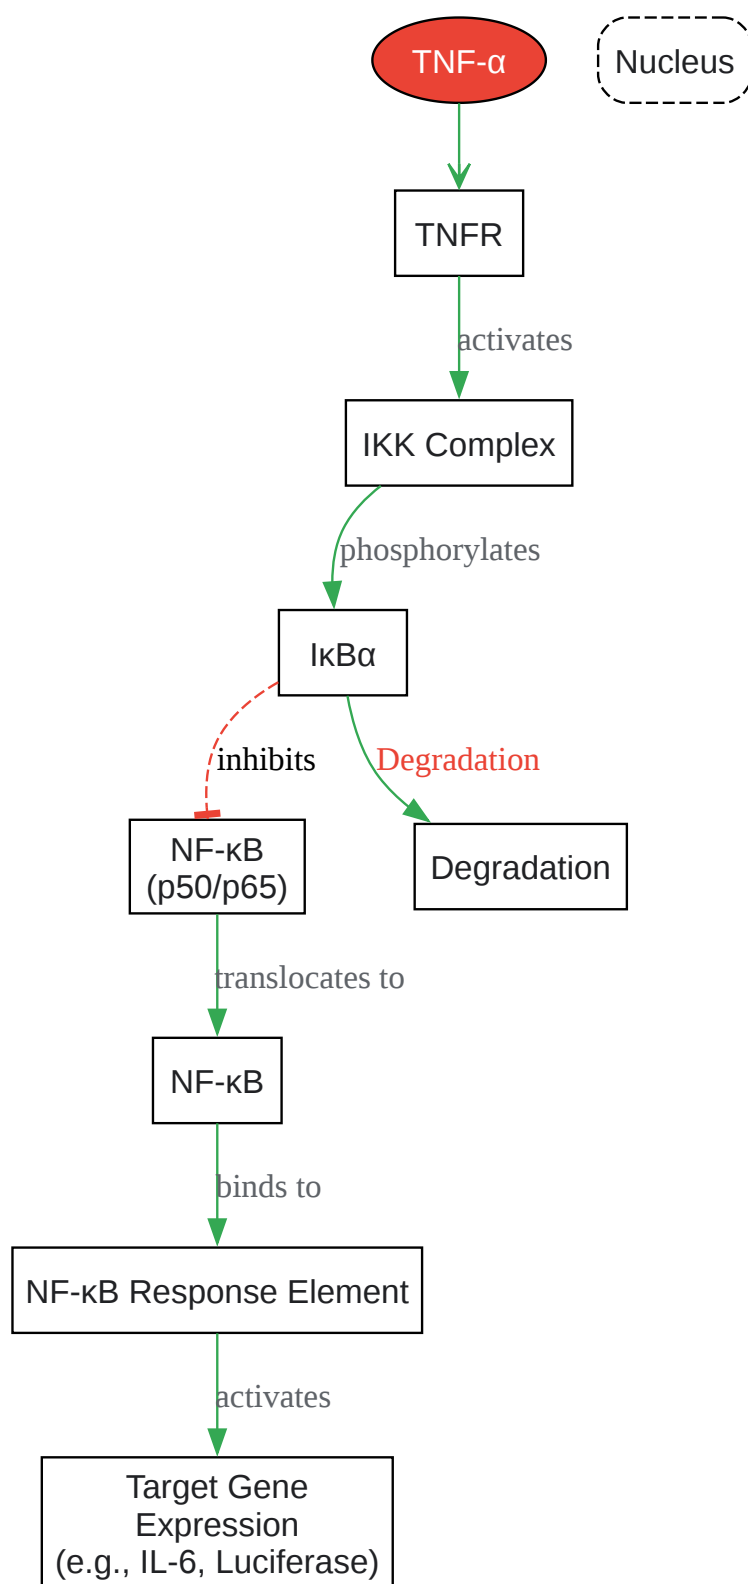 TNF-α
Nucleus
TNFR
activates
IKK Complex
phosphorylates
IκBα
inhibits
Degradation
NF-κB
(p50/p65)
Degradation
translocates to
NF-κB
binds to
NF-κB Response Element
activates
Target Gene
Expression
(e.g., IL-6, Luciferase)